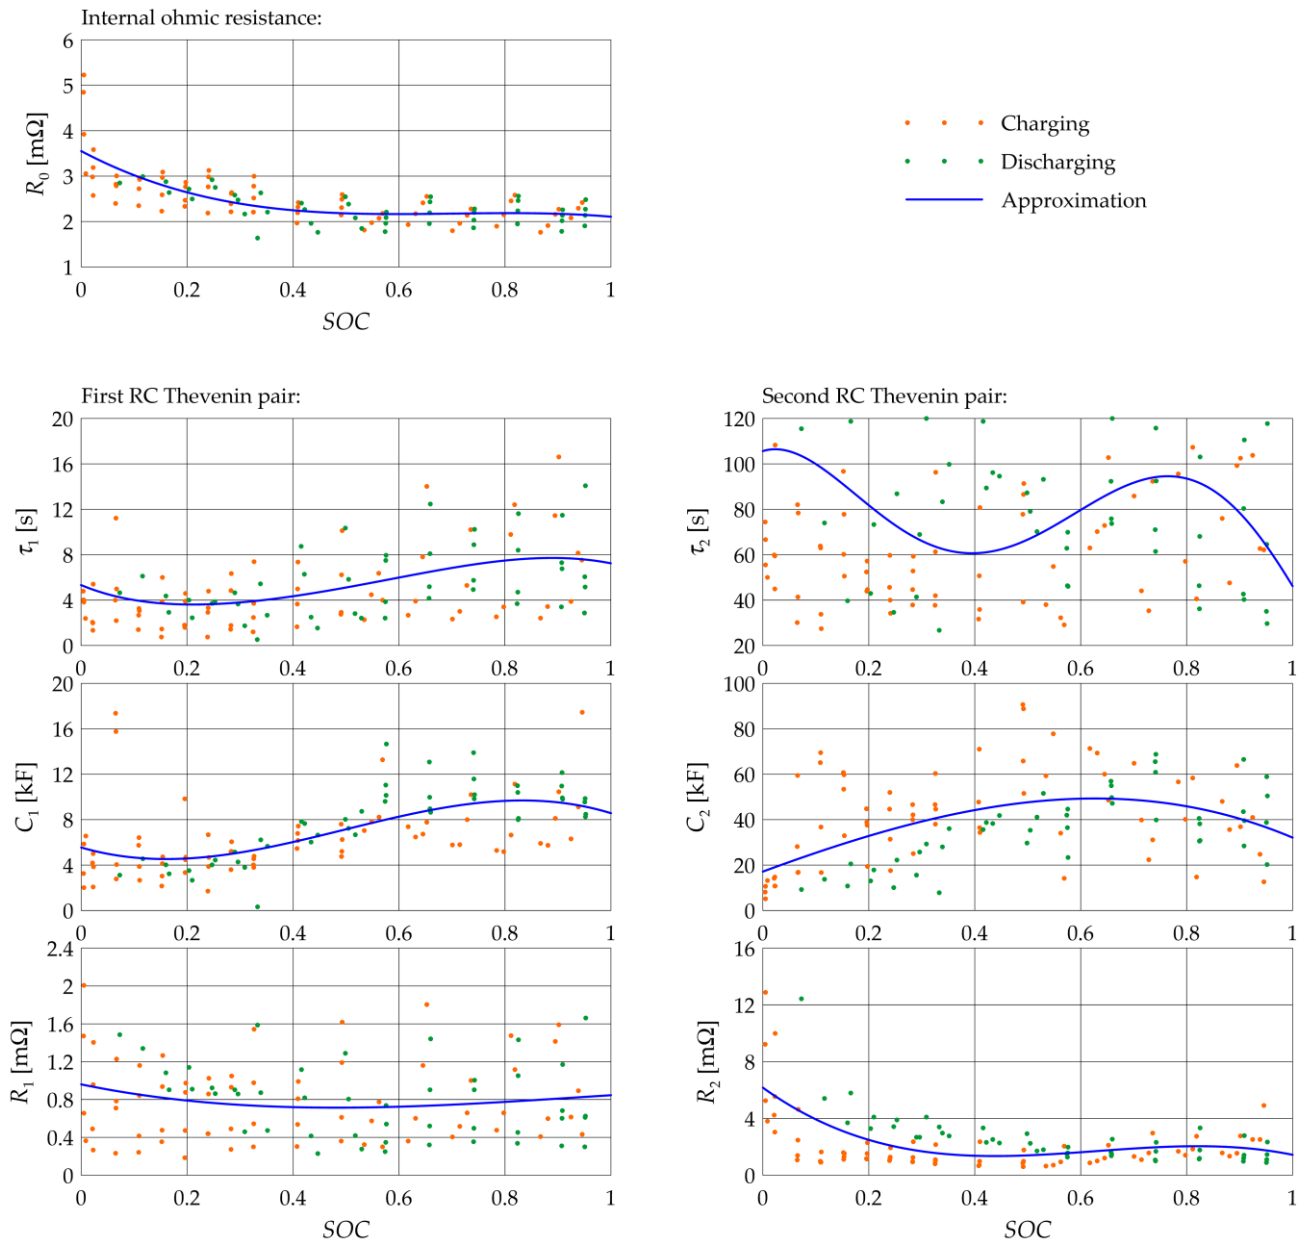 Internal ohmic resistance:
6
5
4
3
2
1
R0 [mΩ]
0 0.2 0.4 0.6 0.8 1
SOC
Charging
Discharging
Approximation
First RC Thevenin pair:
20
16
12
8
4
0
τ1 [s]
0 0.2 0.4 0.6 0.8 1
20
16
12
8
4
0
C1 [kF]
0 0.2 0.4 0.6 0.8 1
2.4
2
1.6
1.2
0.8
0.4
0
R1 [mΩ]
0 0.2 0.4 0.6 0.8 1
SOC
Second RC Thevenin pair:
120
100
80
60
40
20
τ2 [s]
0 0.2 0.4 0.6 0.8 1
100
80
60
40
20
0
C2 [kF]
0 0.2 0.4 0.6 0.8 1
16
12
8
4
0
R2 [mΩ]
0 0.2 0.4 0.6 0.8 1
SOC